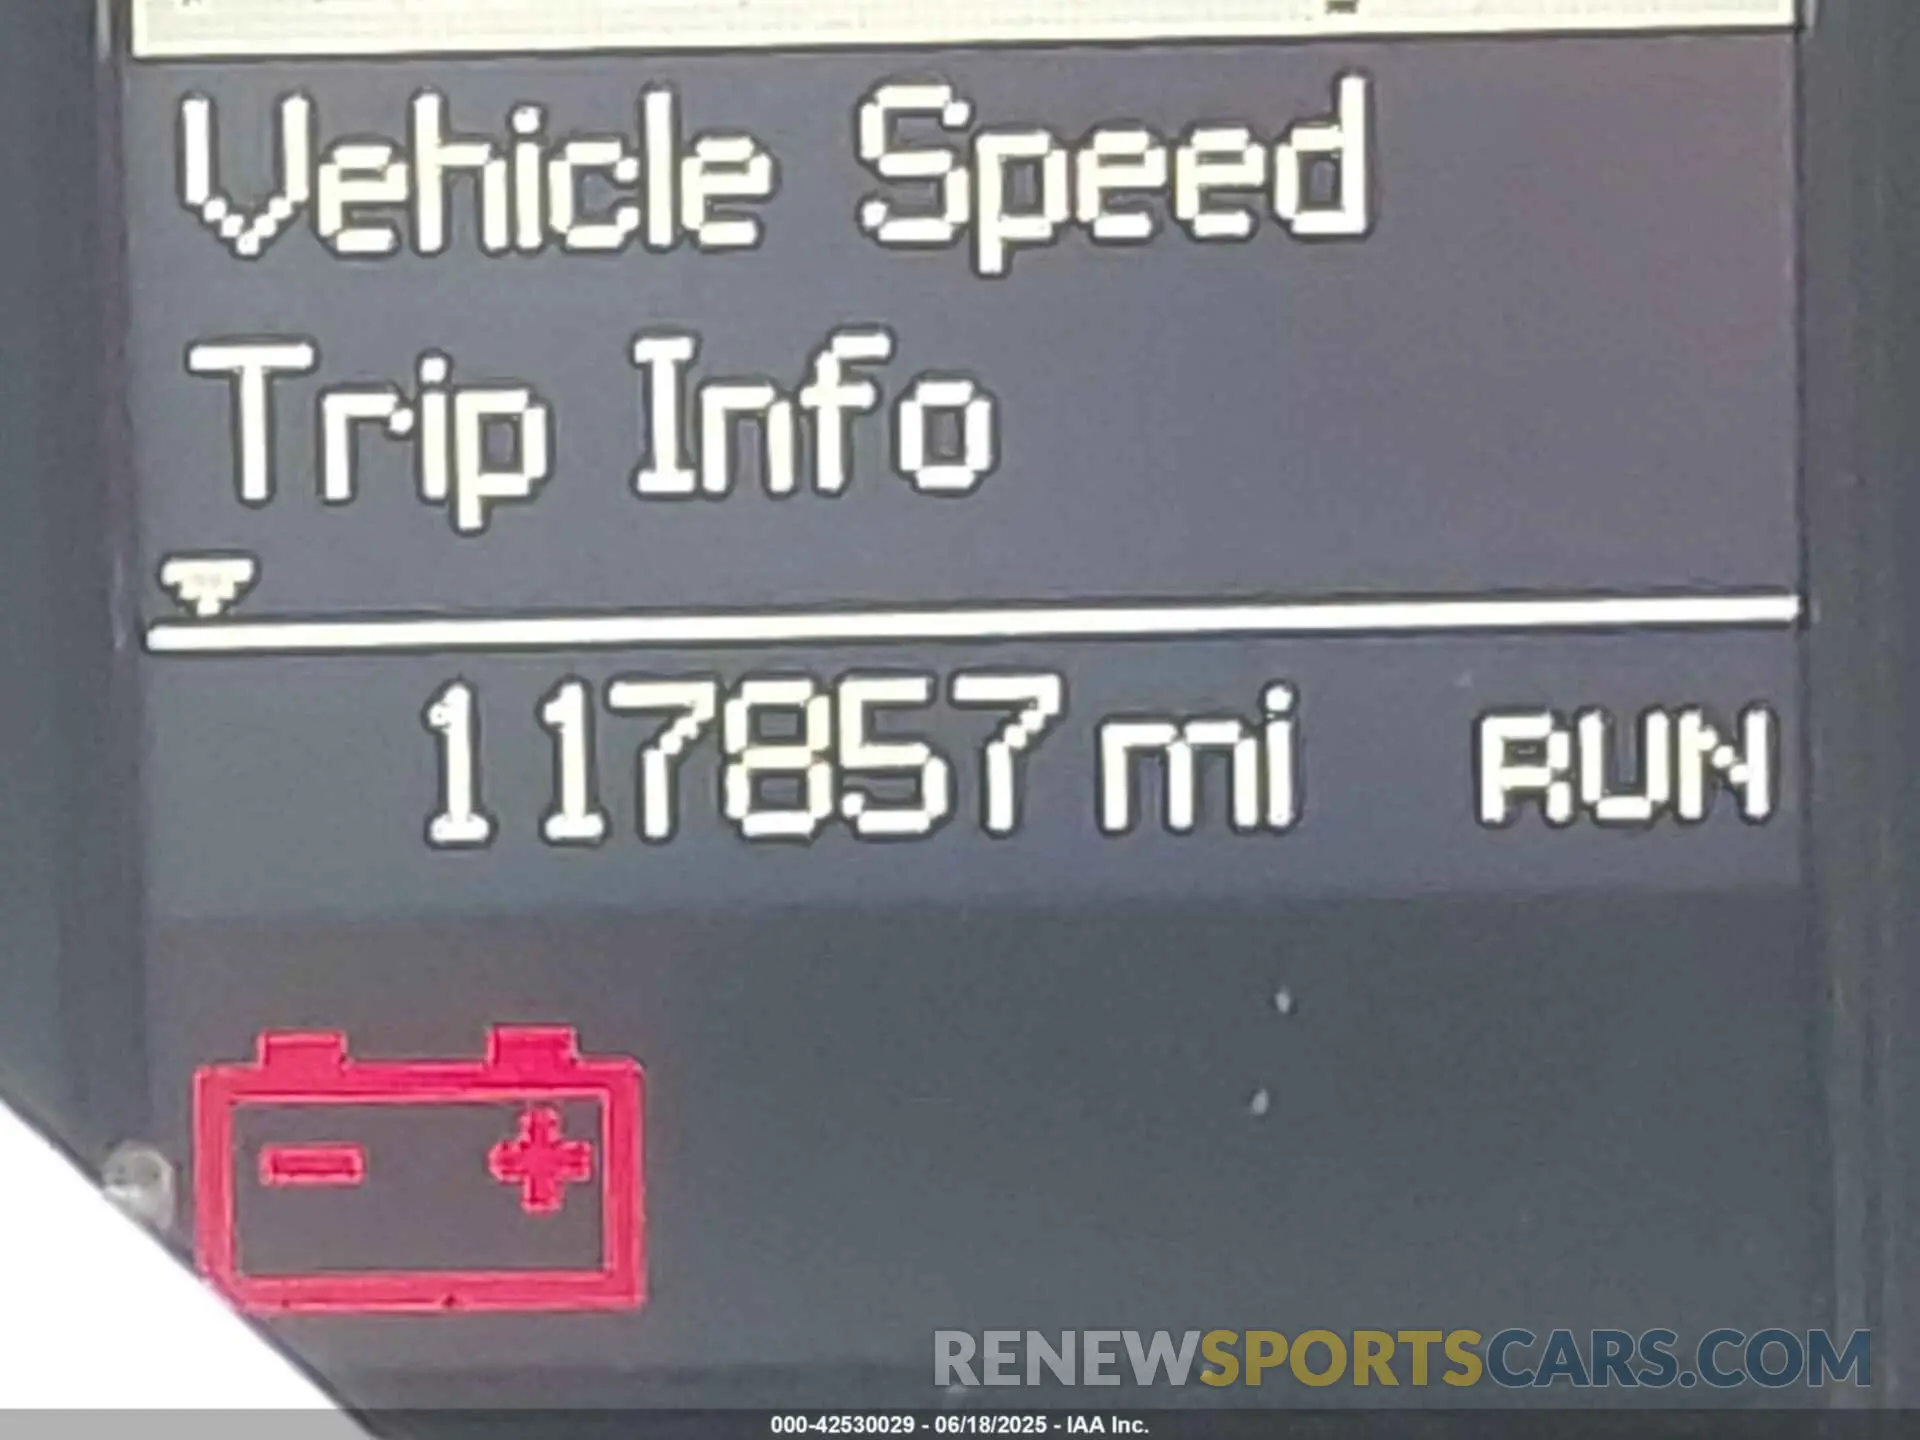 Vehicle Speed
Trip Info
117857 mi RUN
RENEWSPORTSCARS.COM
000-42530029 - 06/18/2025 - IAA Inc.